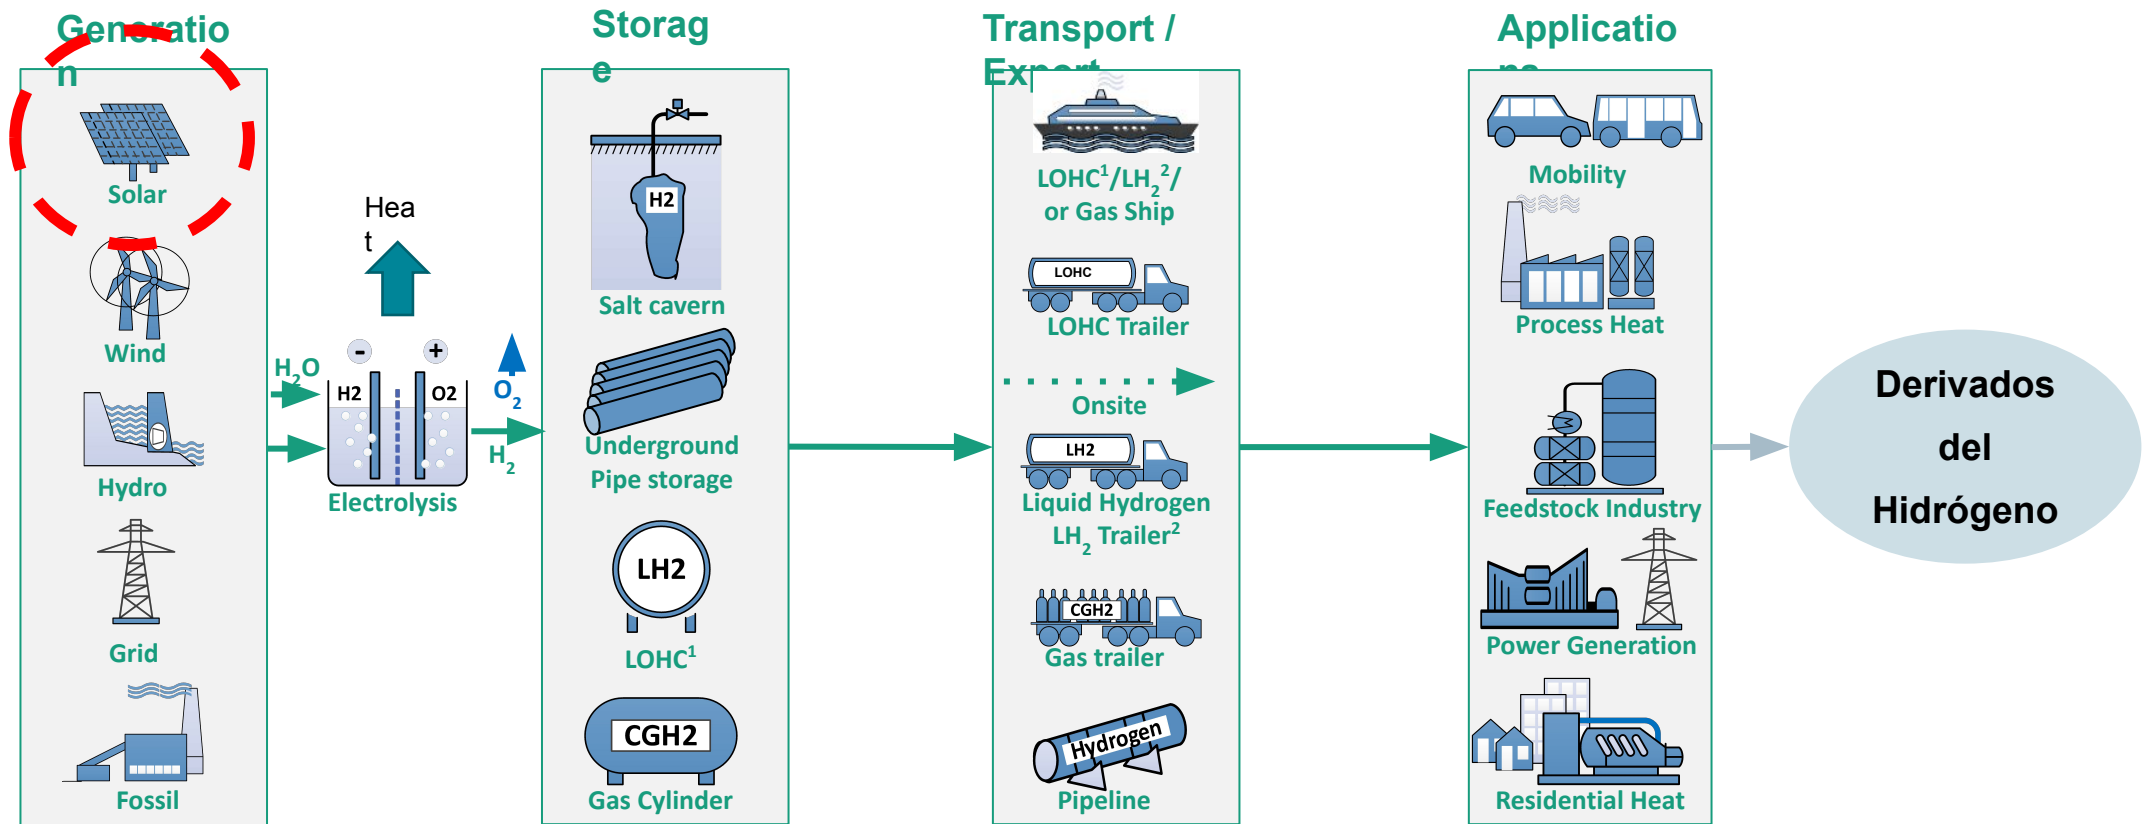 Generatio
n
Solar
Wind
Hydro
Grid
Fossil
Hea
t
H₂O
-
+
H2
O2
Electrolysis
O₂
H₂
Storag
e
H2
Salt cavern
Underground
Pipe storage
LH2
LOHC¹
CGH2
Gas Cylinder
Transport /
Export
LOHC¹/LH₂²/
or Gas Ship
LOHC
LOHC Trailer
Onsite
LH2
Liquid Hydrogen
LH₂ Trailer²
CGH2
Gas trailer
Hydrogen
Pipeline
Applicatio
ns
Mobility
Process Heat
Feedstock Industry
Power Generation
Residential Heat
Derivados
del
Hidrógeno